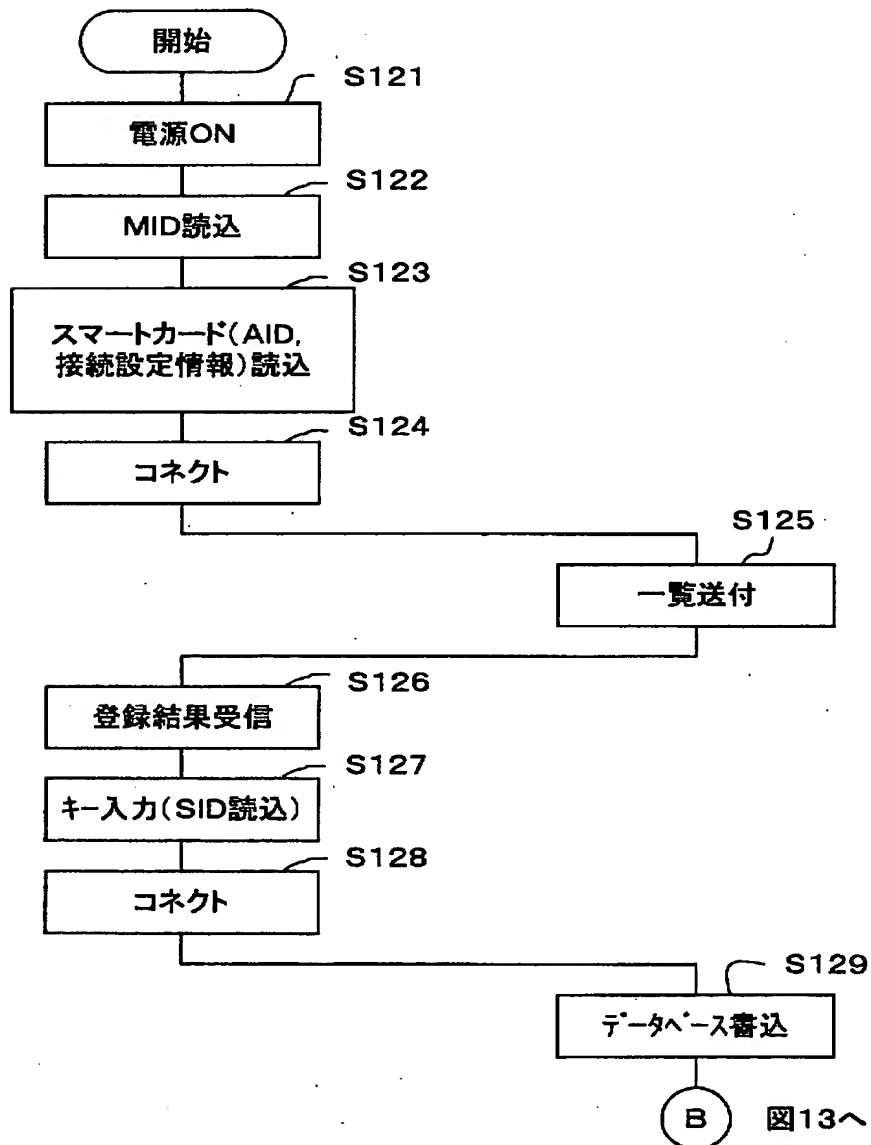 開始
S121
電源ON
S122
MID読込
S123
スマートカード(AID,
接続設定情報)読込
S124
コネクト
S125
一覧送付
S126
登録結果受信
S127
キー入力(SID読込)
S128
コネクト
S129
データベース書込
B
図13へ